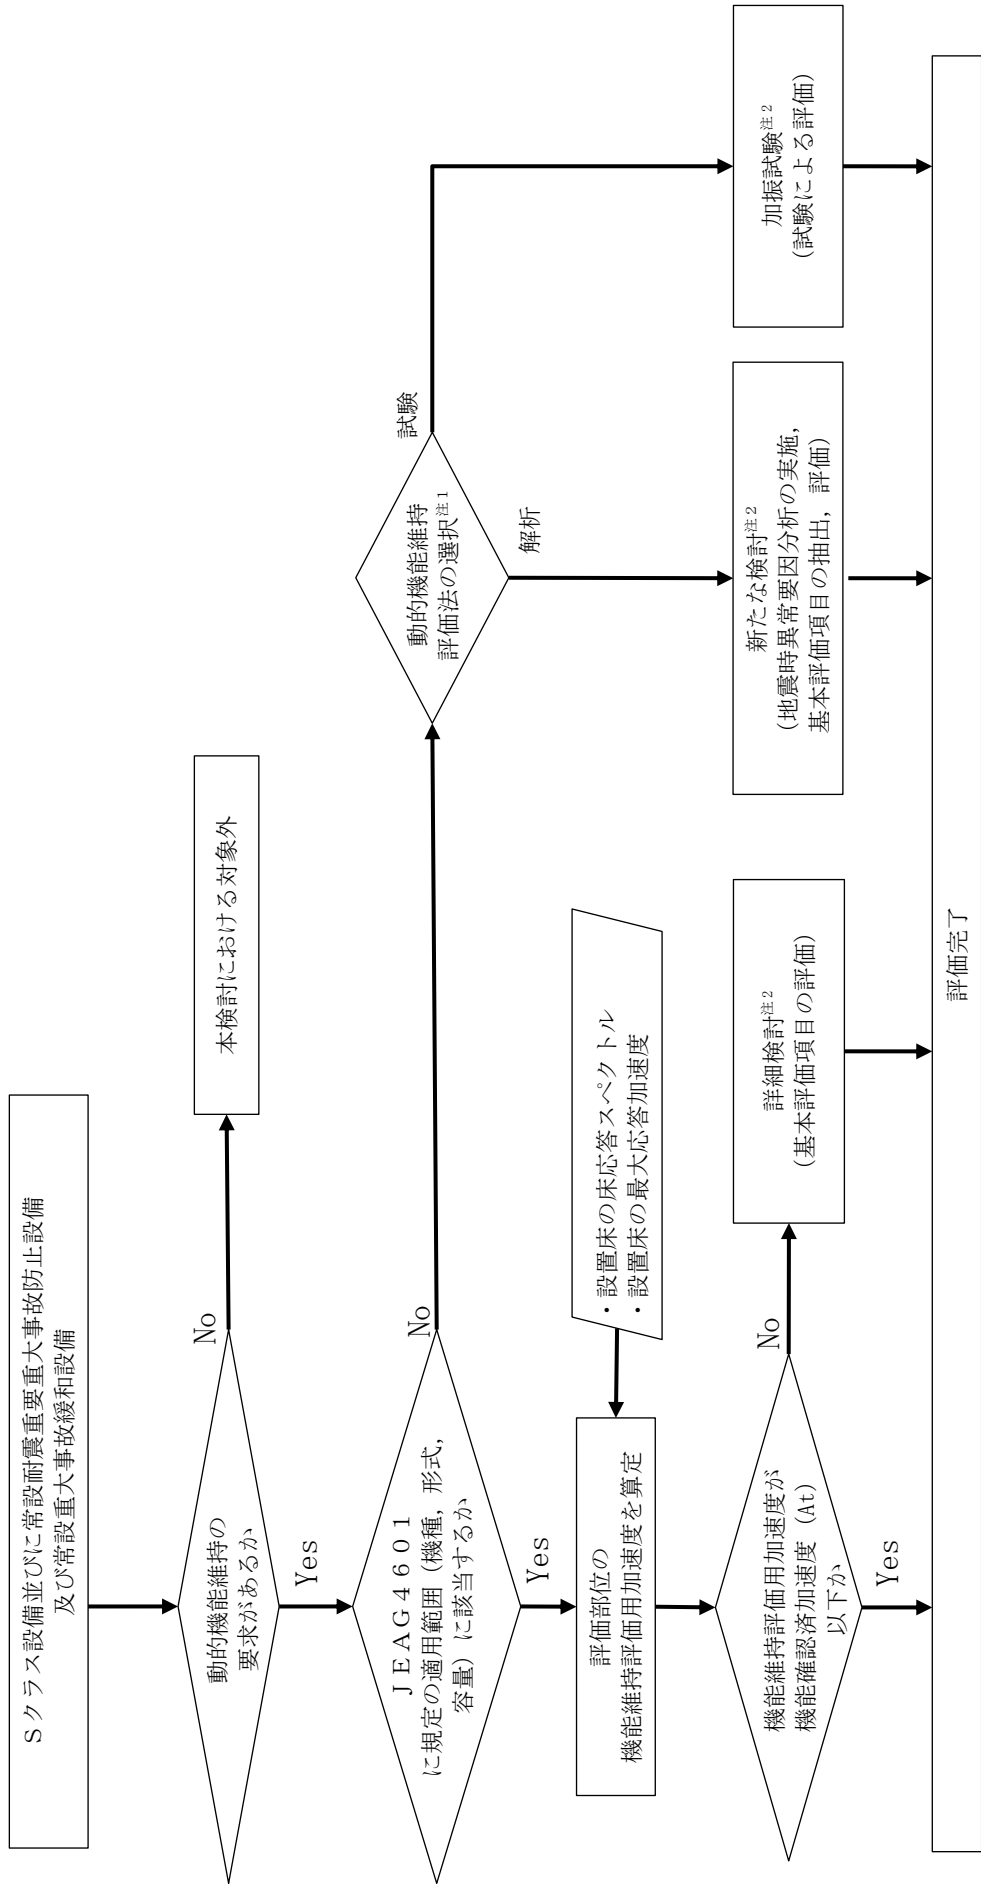 Ｓクラス設備並びに常設耐震重要重大事故防止設備
及び常設重大事故緩和設備
動的機能維持の
要求があるか
No
本検討における対象外
Yes
ＪＥＡＧ４６０１
に規定の適用範囲（機種，形式，
容量）に該当するか
No
動的機能維持
評価法の選択注1
試験
解析
Yes
評価部位の
機能維持評価用加速度を算定
・設置床の床応答スペクトル
・設置床の最大応答加速度
機能維持評価用加速度が
機能確認済加速度（At）
以下か
No
Yes
詳細検討注2
(基本評価項目の評価)
新たな検討注2
(地震時異常要因分析の実施，
基本評価項目の抽出，評価)
加振試験注2
(試験による評価)
評価完了